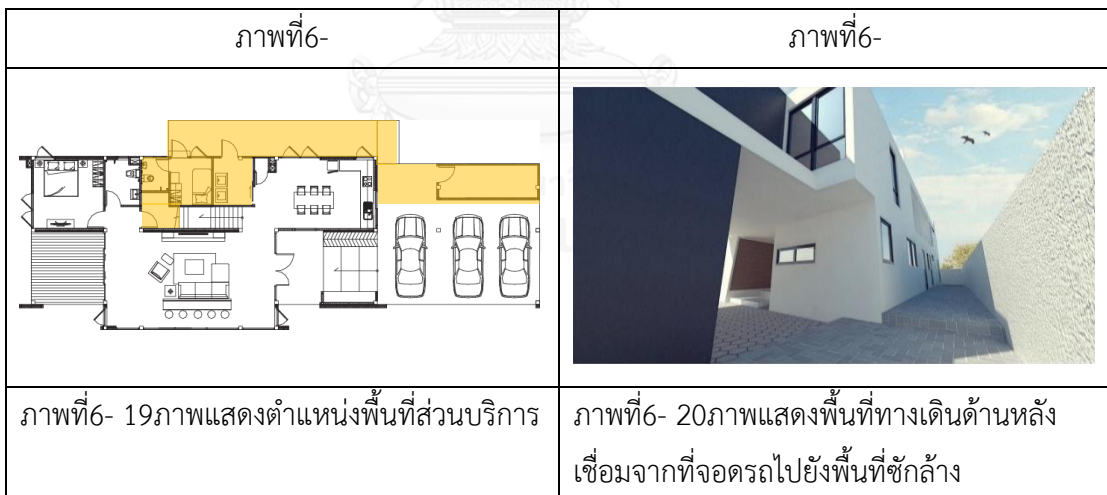 ภาพที่6-
ภาพที่6-
ภาพที่6- 19ภาพแสดงตำแหน่งพื้นที่ส่วนบริการ
ภาพที่6- 20ภาพแสดงพื้นที่ทางเดินด้านหลัง
เชื่อมจากที่จอดรถไปยังพื้นที่ซักล้าง